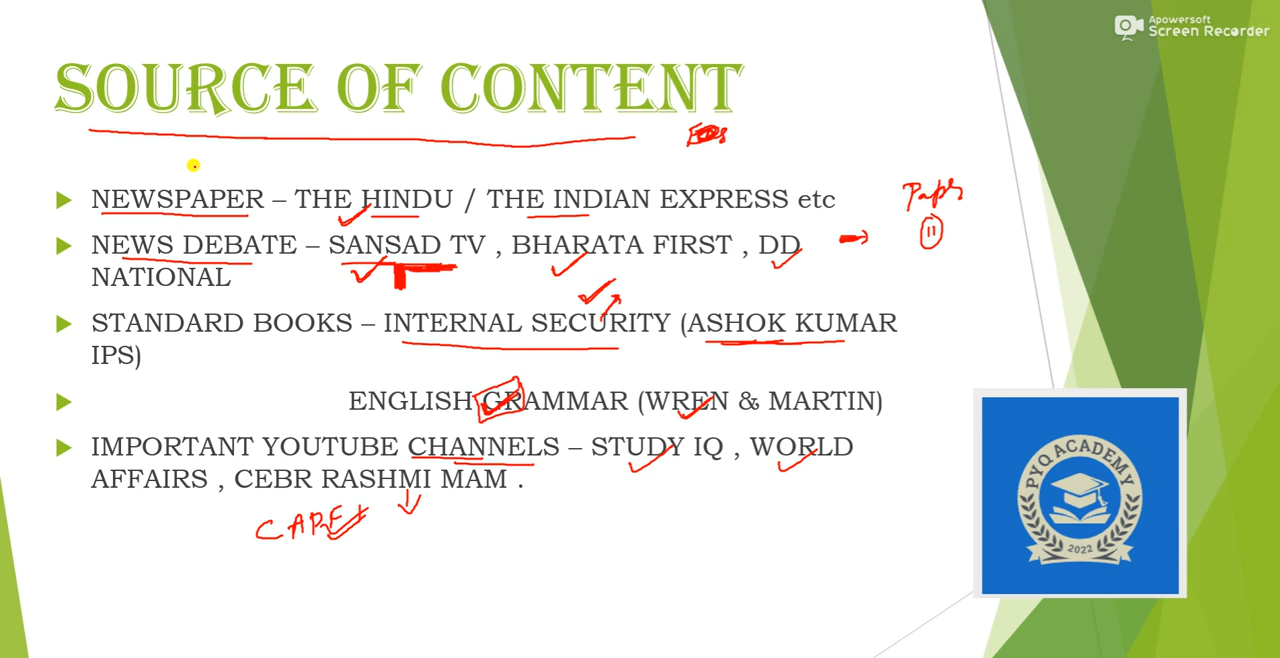 Apowersoft
Screen Recorder
SOURCE OF CONTENT
NEWSPAPER – THE HINDU / THE INDIAN EXPRESS etc
Paper
II
NEWS DEBATE – SANSAD TV , BHARATA FIRST , DD
NATIONAL
STANDARD BOOKS – INTERNAL SECURITY (ASHOK KUMAR
IPS)
ENGLISH GRAMMAR (WREN & MARTIN)
IMPORTANT YOUTUBE CHANNELS – STUDY IQ , WORLD
AFFAIRS , CEBR RASHMI MAM .
CAPF
PYQ ACADEMY
2022